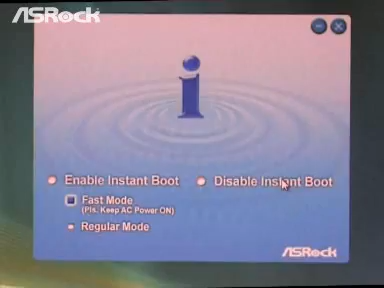 ASRock
i
Enable Instant Boot
Disable Instant Boot
Fast Mode
(Pls. Keep AC Power ON)
Regular Mode
ASRock